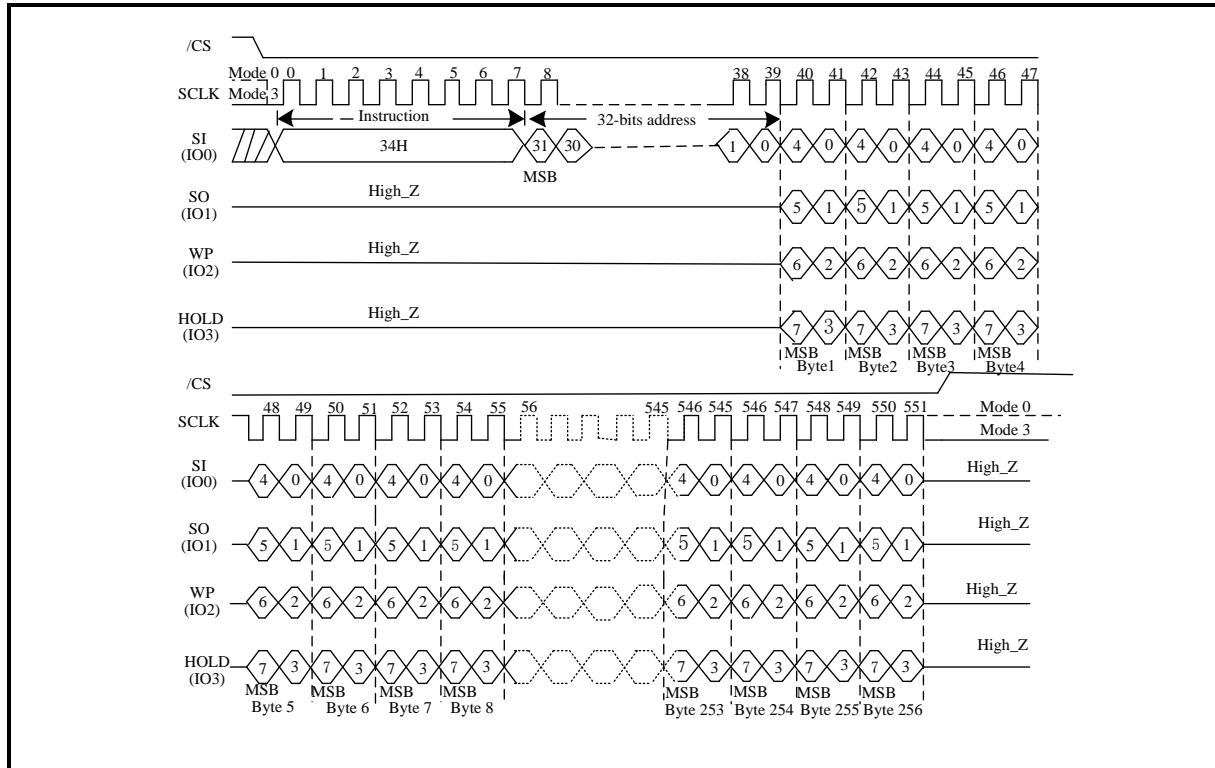 /CS
Mode 0 0 1 2 3 4 5 6 7 8 38 39 40 41 42 43 44 45 46 47
SCLK Mode 3
Instruction 32-bits address
SI
(IO0)
34H 31 30 1 0 4 0 4 0 4 0 4 0
MSB
SO
(IO1)
High_Z 5 1 5 1 5 1 5 1
WP
(IO2)
High_Z 6 2 6 2 6 2 6 2
HOLD
(IO3)
High_Z 7 3 7 3 7 3 7 3
MSB MSB MSB MSB
Byte1 Byte2 Byte3 Byte4
/CS
48 49 50 51 52 53 54 55 56 545 546 545 546 547 548 549 550 551
SCLK Mode 0
Mode 3
SI
(IO0)
4 0 4 0 4 0 4 0 4 0 4 0 4 0 4 0 High_Z
SO
(IO1)
5 1 5 1 5 1 5 1 5 1 5 1 5 1 5 1 High_Z
WP
(IO2)
6 2 6 2 6 2 6 2 6 2 6 2 6 2 6 2 High_Z
HOLD
(IO3)
7 3 7 3 7 3 7 3 7 3 7 3 7 3 7 3 High_Z
MSB MSB MSB MSB MSB MSB MSB MSB
Byte 5 Byte 6 Byte 7 Byte 8 Byte 253 Byte 254 Byte 255 Byte 256